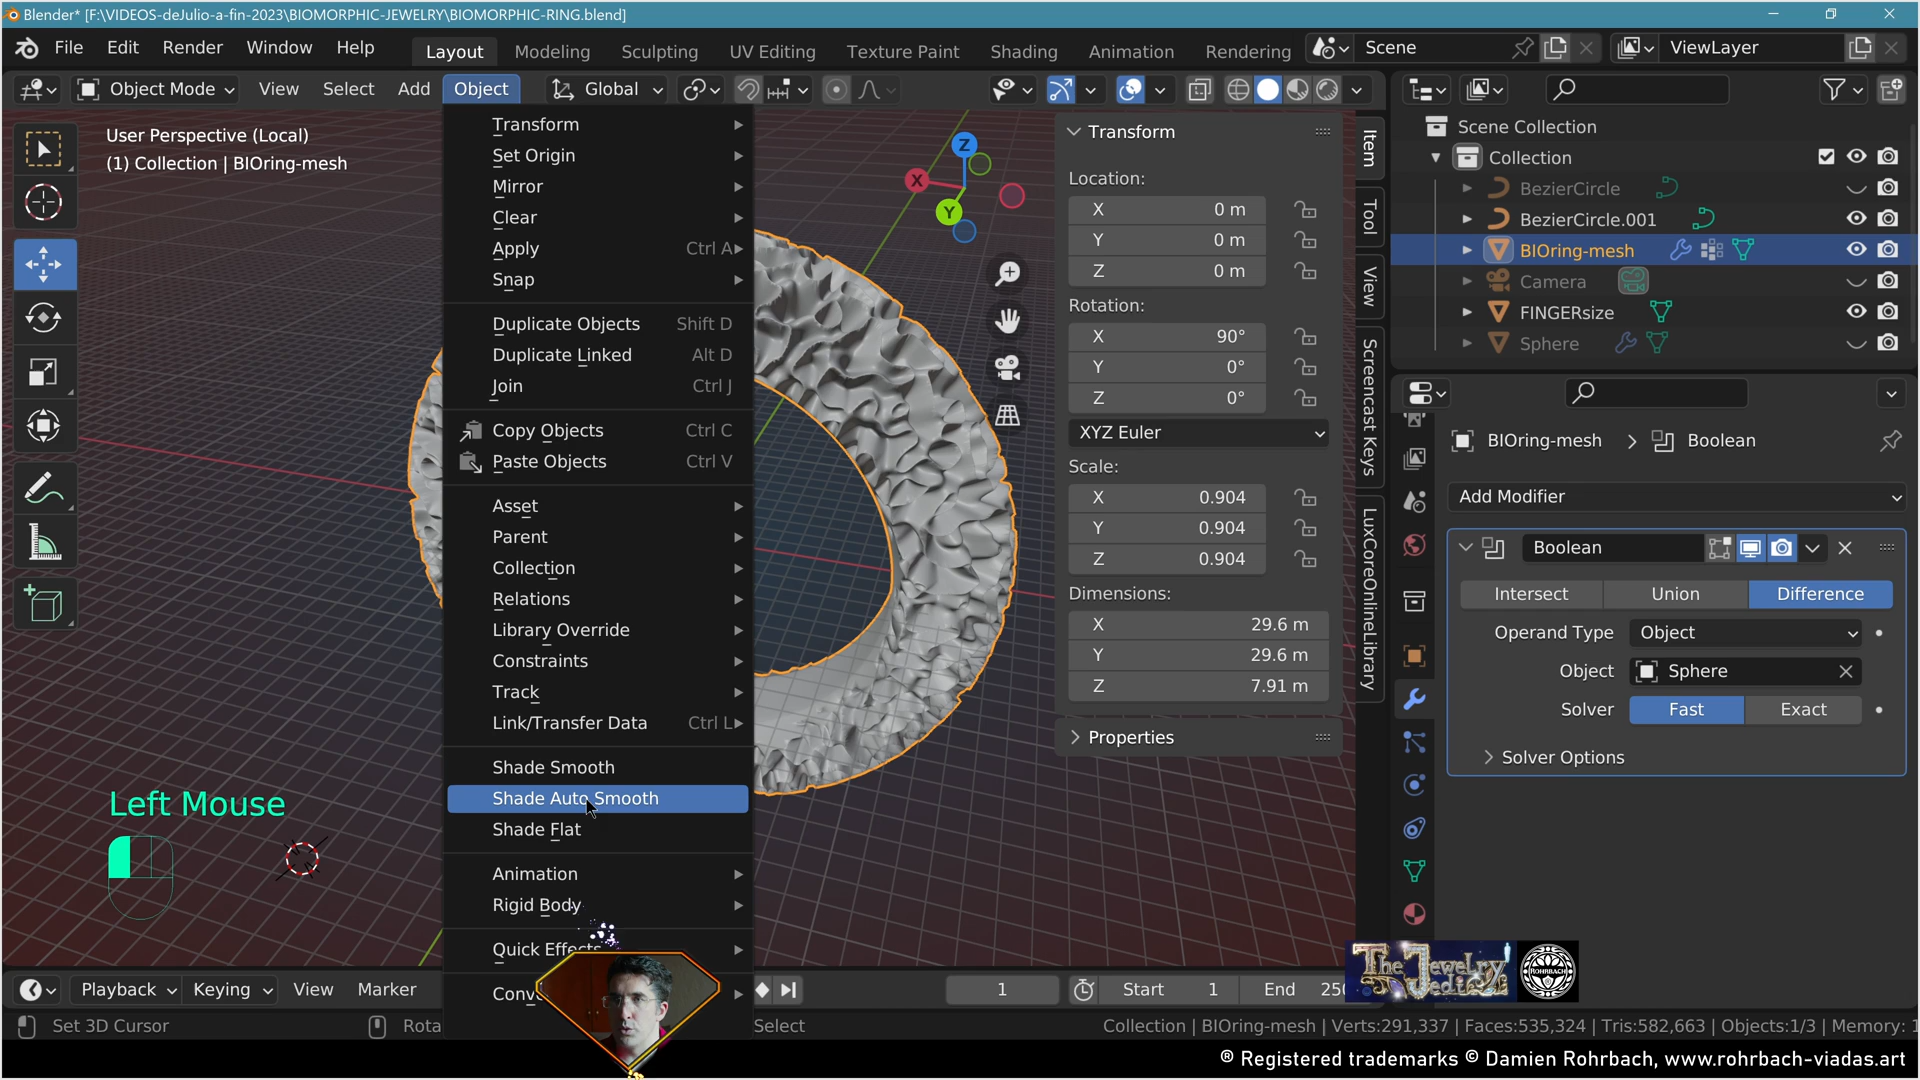 Blender* [F:\VIDEOS-deJulio-a-fin-2023\BIOMORPHIC-JEWELRY\BIOMORPHIC-RING.blend]
File Edit Render Window Help Layout Modeling Sculpting UV Editing Texture Paint Shading Animation Rendering Scene ViewLayer
Object Mode View Select Add Object Global
User Perspective (Local)
(1) Collection | BIOring-mesh
Transform
Set Origin
Mirror
Clear
Apply Ctrl A
Snap
Duplicate Objects Shift D
Duplicate Linked Alt D
Join Ctrl J
Copy Objects Ctrl C
Paste Objects Ctrl V
Asset
Parent
Collection
Relations
Library Override
Constraints
Track
Link/Transfer Data Ctrl L
Shade Smooth
Shade Auto Smooth
Shade Flat
Animation
Rigid Body
Quick Effects
Conv
Left Mouse
Z
X
Y
Transform
Location:
X 0 m
Y 0 m
Z 0 m
Rotation:
X 90°
Y 0°
Z 0°
XYZ Euler
Scale:
X 0.904
Y 0.904
Z 0.904
Dimensions:
X 29.6 m
Y 29.6 m
Z 7.91 m
Properties
Item
Tool
View
Screencast Keys
LuxCoreOnlineLibrary
Scene Collection
Collection
BezierCircle
BezierCircle.001
BIOring-mesh
Camera
FINGERsize
Sphere
BIOring-mesh > Boolean
Add Modifier
Boolean
Intersect Union Difference
Operand Type Object
Object Sphere
Solver Fast Exact
Solver Options
The Jewelry
ROHRBACH
Playback Keying View Marker 1 Start 1 End 25
Set 3D Cursor Rota Select Collection | BIOring-mesh | Verts:291,337 | Faces:535,324 | Tris:582,663 | Objects:1/3 | Memory: 1
® Registered trademarks © Damien Rohrbach, www.rohrbach-viadas.art